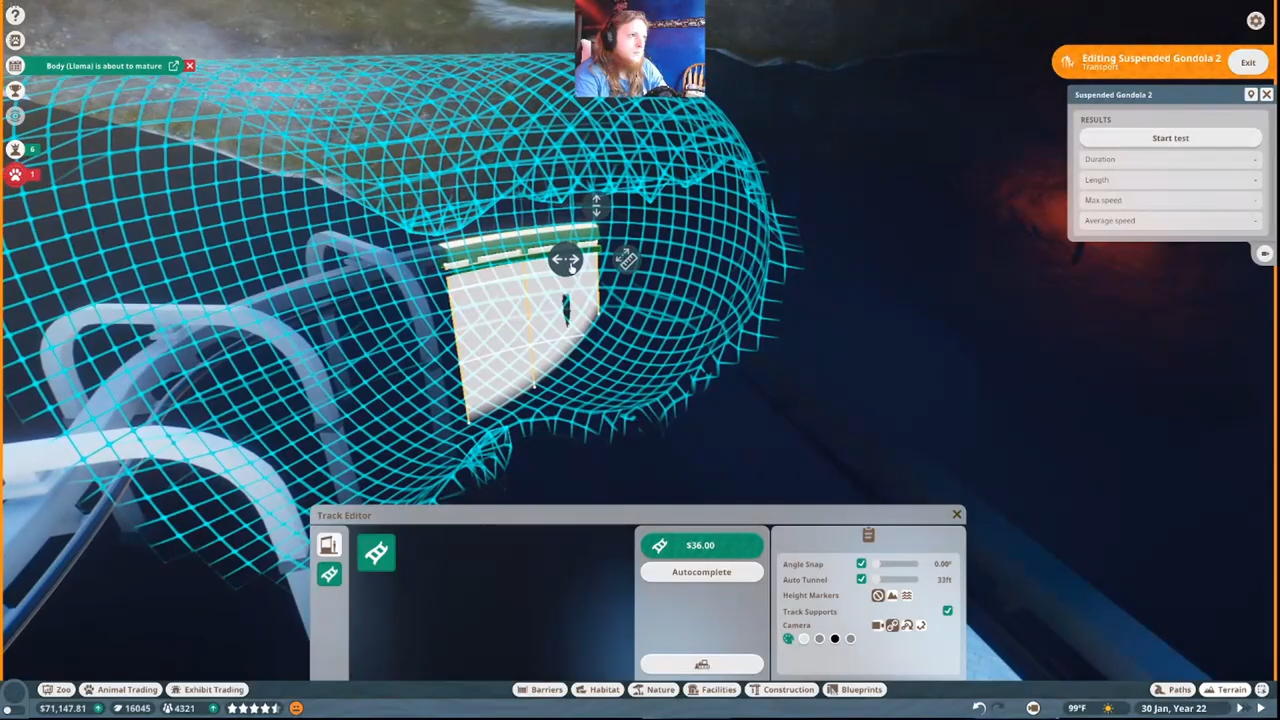 ?
Body (Llama) is about to mature
6
1
Editing Suspended Gondola 2
Transport
Exit
Suspended Gondola 2
RESULTS
Start test
Duration -
Length -
Max speed -
Average speed -
Track Editor
$36.00
Autocomplete
Angle Snap 0.00°
Auto Tunnel 33ft
Height Markers
Track Supports
Camera
Zoo Animal Trading Exhibit Trading Barriers Habitat Nature Facilities Construction Blueprints Paths Terrain
$71,147.81 16045 4321 99°F 30 Jan, Year 22